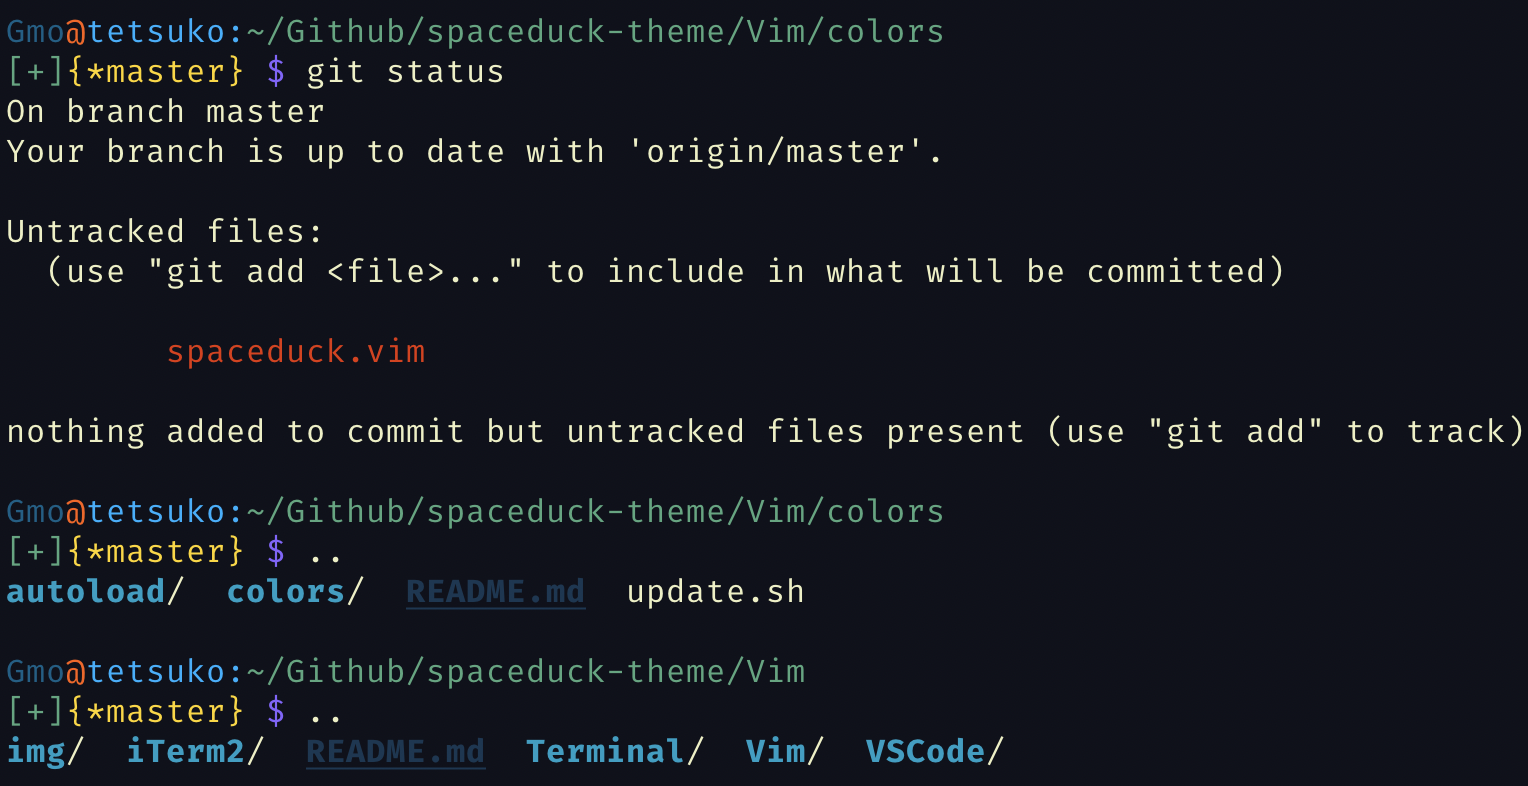 Gmo@tetsuko:~/Github/spaceduck-theme/Vim/colors
[+]{*master} $ git status
On branch master
Your branch is up to date with 'origin/master'.
Untracked files:
  (use "git add <file>..." to include in what will be committed)
        spaceduck.vim
nothing added to commit but untracked files present (use "git add" to track)
Gmo@tetsuko:~/Github/spaceduck-theme/Vim/colors
[+]{*master} $ ..
autoload/  colors/  README.md  update.sh
Gmo@tetsuko:~/Github/spaceduck-theme/Vim
[+]{*master} $ ..
img/  iTerm2/  README.md  Terminal/  Vim/  VSCode/